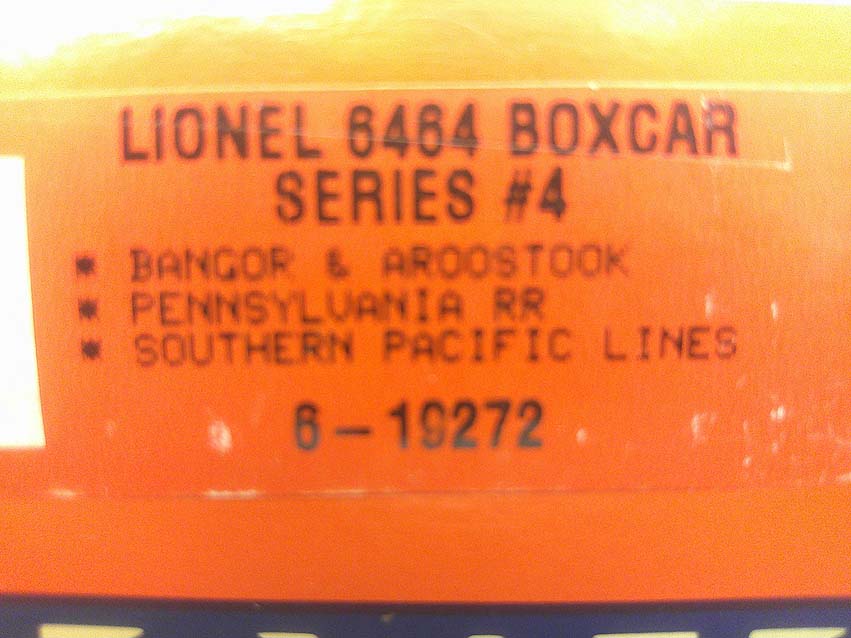 LIONEL 6464 BOXCAR
SERIES #4
* BANGOR & AROOSTOOK
* PENNSYLVANIA RR
* SOUTHERN PACIFIC LINES
6-19272